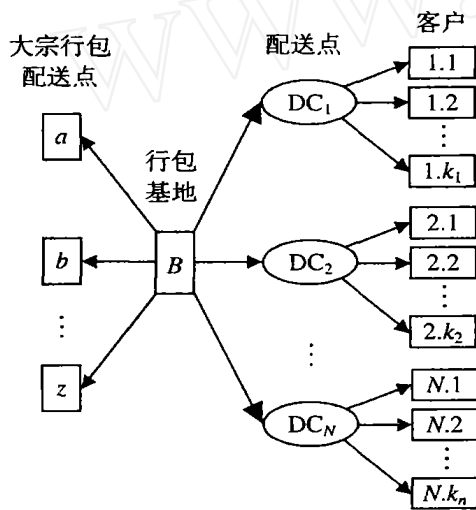 客户
大宗行包
配送点
配送点
行包
基地
a
b
⋮
z
B
DC₁
DC₂
⋮
DC_N
1.1
1.2
⋮
1.k₁
2.1
2.2
⋮
2.k₂
N.1
N.2
⋮
N.kₙ